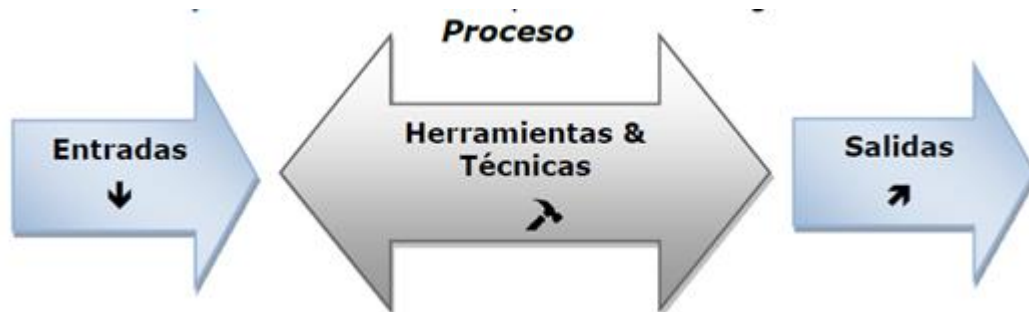 Proceso
Entradas
Herramientas &
Técnicas
Salidas